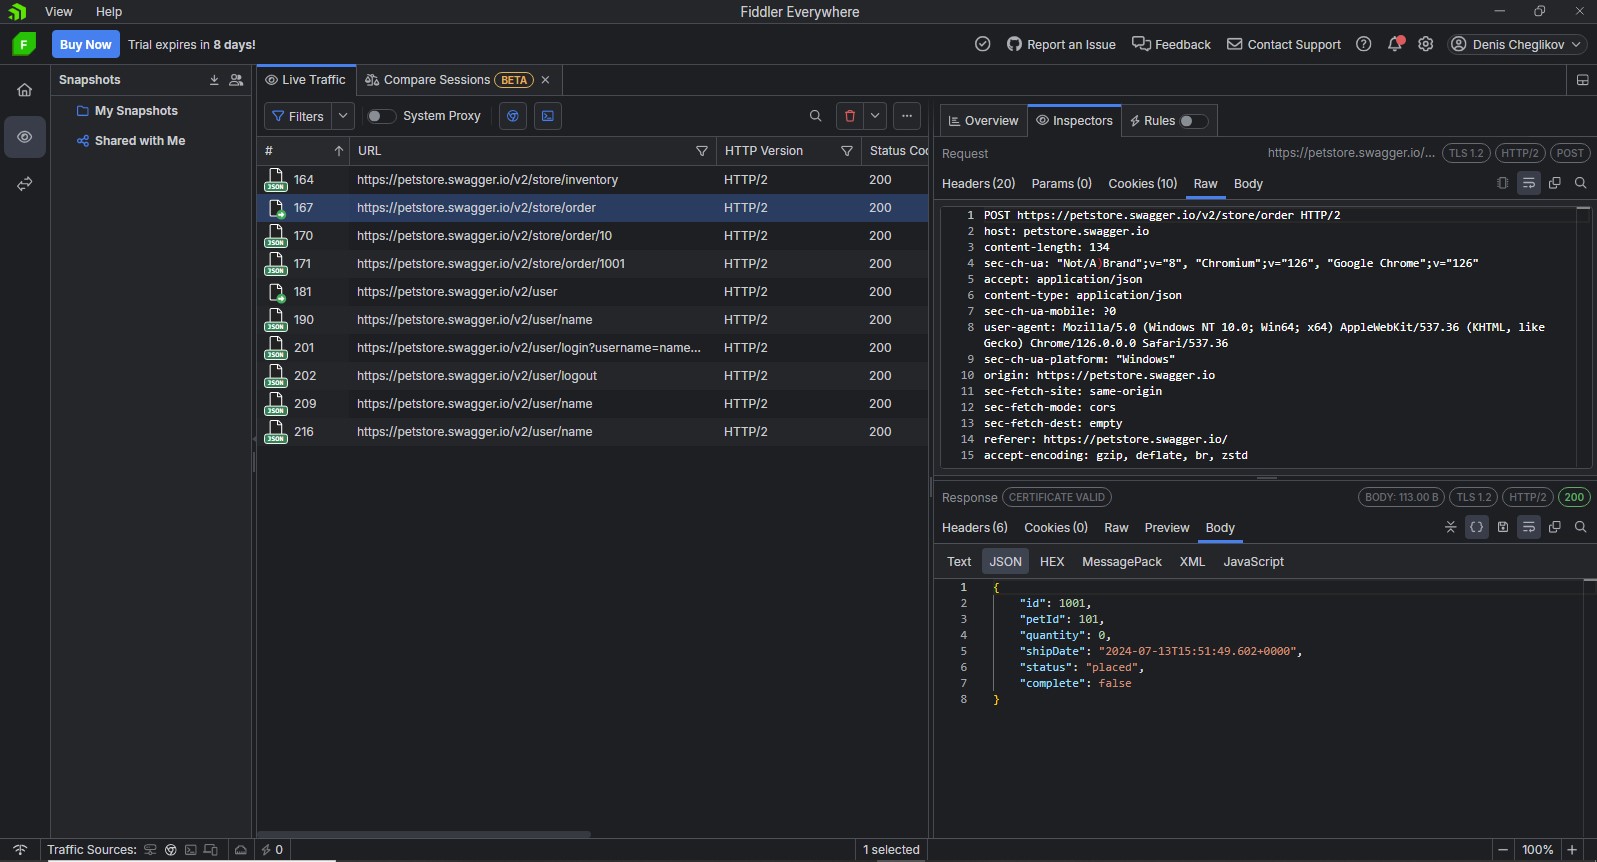 View Help Fiddler Everywhere
F Buy Now Trial expires in 8 days! Report an Issue Feedback Contact Support Denis Cheglikov
Snapshots
My Snapshots
Shared with Me
Live Traffic Compare Sessions BETA
Filters System Proxy
# URL HTTP Version Status Co
JSON 164 https://petstore.swagger.io/v2/store/inventory HTTP/2 200
167 https://petstore.swagger.io/v2/store/order HTTP/2 200
JSON 170 https://petstore.swagger.io/v2/store/order/10 HTTP/2 200
JSON 171 https://petstore.swagger.io/v2/store/order/1001 HTTP/2 200
181 https://petstore.swagger.io/v2/user HTTP/2 200
JSON 190 https://petstore.swagger.io/v2/user/name HTTP/2 200
JSON 201 https://petstore.swagger.io/v2/user/login?username=name... HTTP/2 200
JSON 202 https://petstore.swagger.io/v2/user/logout HTTP/2 200
JSON 209 https://petstore.swagger.io/v2/user/name HTTP/2 200
JSON 216 https://petstore.swagger.io/v2/user/name HTTP/2 200
Overview Inspectors Rules
Request https://petstore.swagger.io/... TLS 1.2 HTTP/2 POST
Headers (20) Params (0) Cookies (10) Raw Body
1 POST https://petstore.swagger.io/v2/store/order HTTP/2
2 host: petstore.swagger.io
3 content-length: 134
4 sec-ch-ua: "Not/A)Brand";v="8", "Chromium";v="126", "Google Chrome";v="126"
5 accept: application/json
6 content-type: application/json
7 sec-ch-ua-mobile: ?0
8 user-agent: Mozilla/5.0 (Windows NT 10.0; Win64; x64) AppleWebKit/537.36 (KHTML, like
Gecko) Chrome/126.0.0.0 Safari/537.36
9 sec-ch-ua-platform: "Windows"
10 origin: https://petstore.swagger.io
11 sec-fetch-site: same-origin
12 sec-fetch-mode: cors
13 sec-fetch-dest: empty
14 referer: https://petstore.swagger.io/
15 accept-encoding: gzip, deflate, br, zstd
Response CERTIFICATE VALID BODY: 113.00 B TLS 1.2 HTTP/2 200
Headers (6) Cookies (0) Raw Preview Body
Text JSON HEX MessagePack XML JavaScript
1 {
2 "id": 1001,
3 "petId": 101,
4 "quantity": 0,
5 "shipDate": "2024-07-13T15:51:49.602+0000",
6 "status": "placed",
7 "complete": false
8 }
Traffic Sources: 0 1 selected 100%